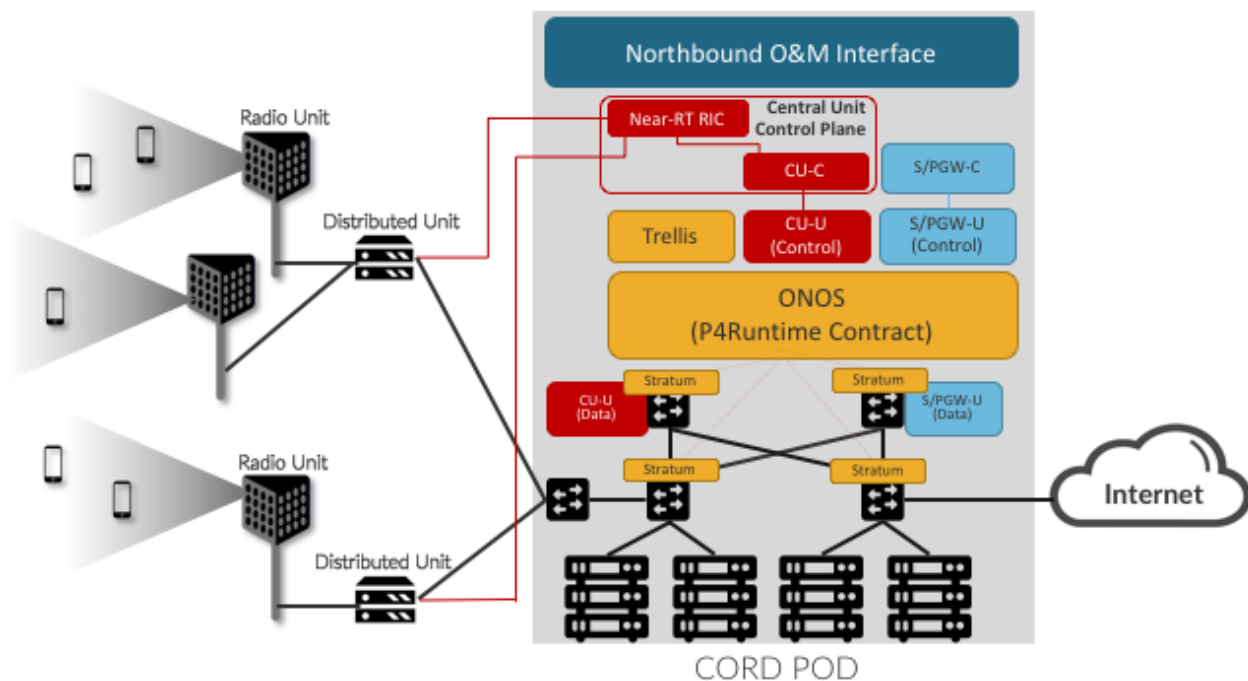 Northbound O&M Interface
Radio Unit
Near-RT RIC
Central Unit
Control Plane
CU-C
S/PGW-C
Distributed Unit
Trellis
CU-U
(Control)
S/PGW-U
(Control)
ONOS
(P4Runtime Contract)
Stratum
Stratum
CU-U
(Data)
S/PGW-U
(Data)
Radio Unit
Stratum
Stratum
Internet
Distributed Unit
CORD POD